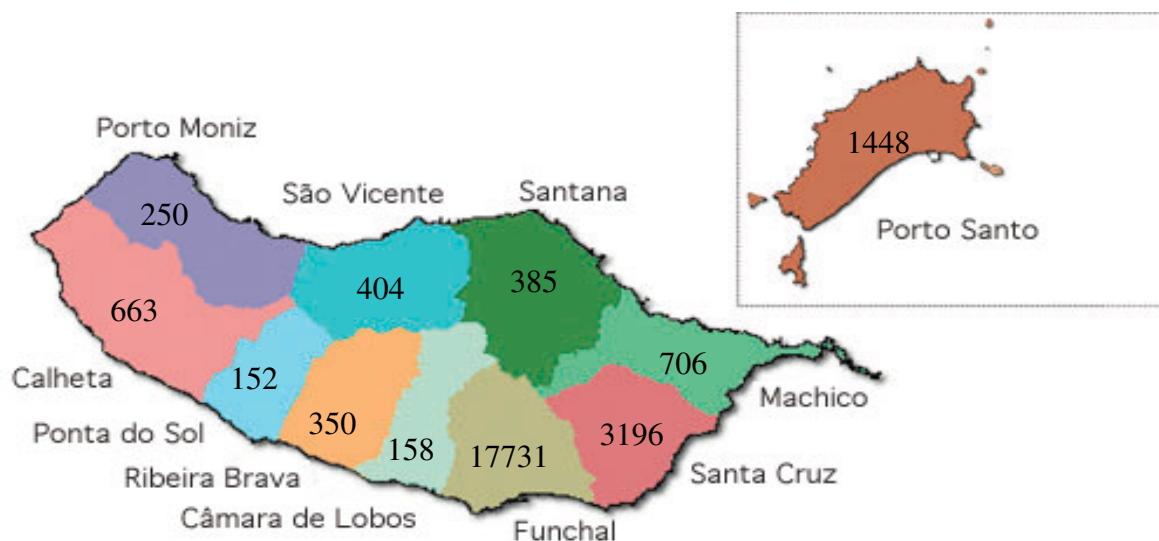 Porto Moniz
São Vicente
Santana
1448
Porto Santo
250
404
385
663
706
152
Calheta
Machico
350
3196
Ponta do Sol
158
17731
Santa Cruz
Ribeira Brava
Câmara de Lobos
Funchal